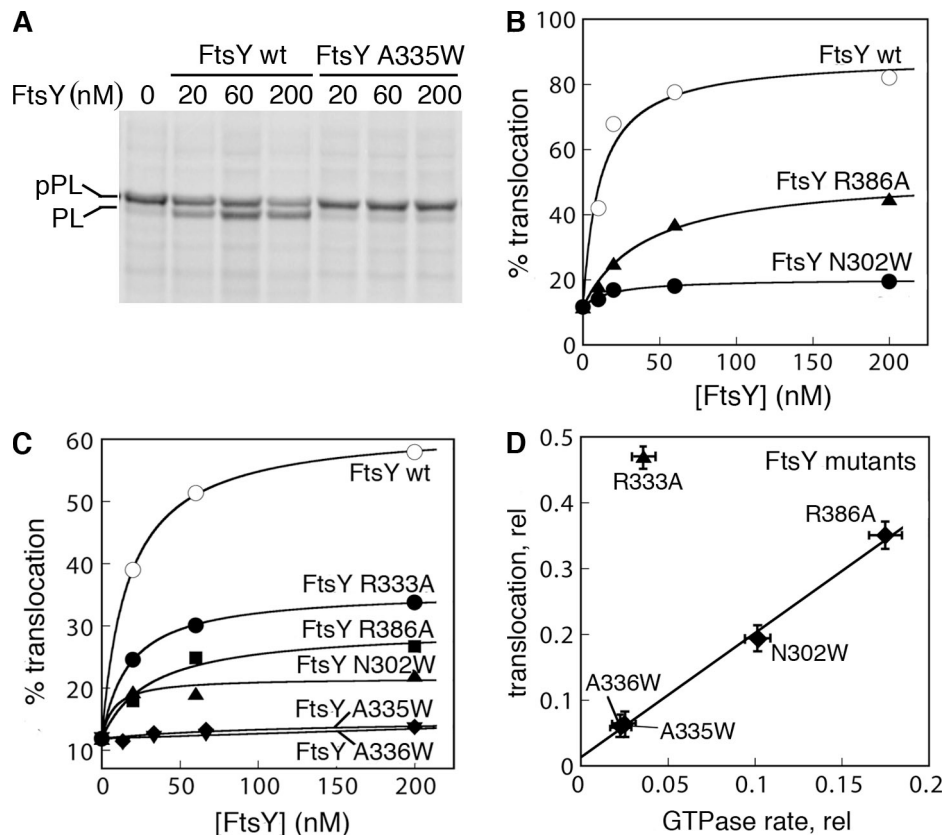 A
FtsY wt FtsY A335W
FtsY (nM) 0 20 60 200 20 60 200
pPL
PL
B
100
80
60
40
20
0
% translocation
FtsY wt
FtsY R386A
FtsY N302W
0 50 100 150 200
[FtsY] (nM)
C
60
50
40
30
20
10
% translocation
FtsY wt
FtsY R333A
FtsY R386A
FtsY N302W
FtsY A335W
FtsY A336W
0 50 100 150 200
[FtsY] (nM)
D
0.5
0.4
0.3
0.2
0.1
0
translocation, rel
FtsY mutants
R333A
R386A
N302W
A336W
A335W
0 0.05 0.1 0.15 0.2
GTPase rate, rel